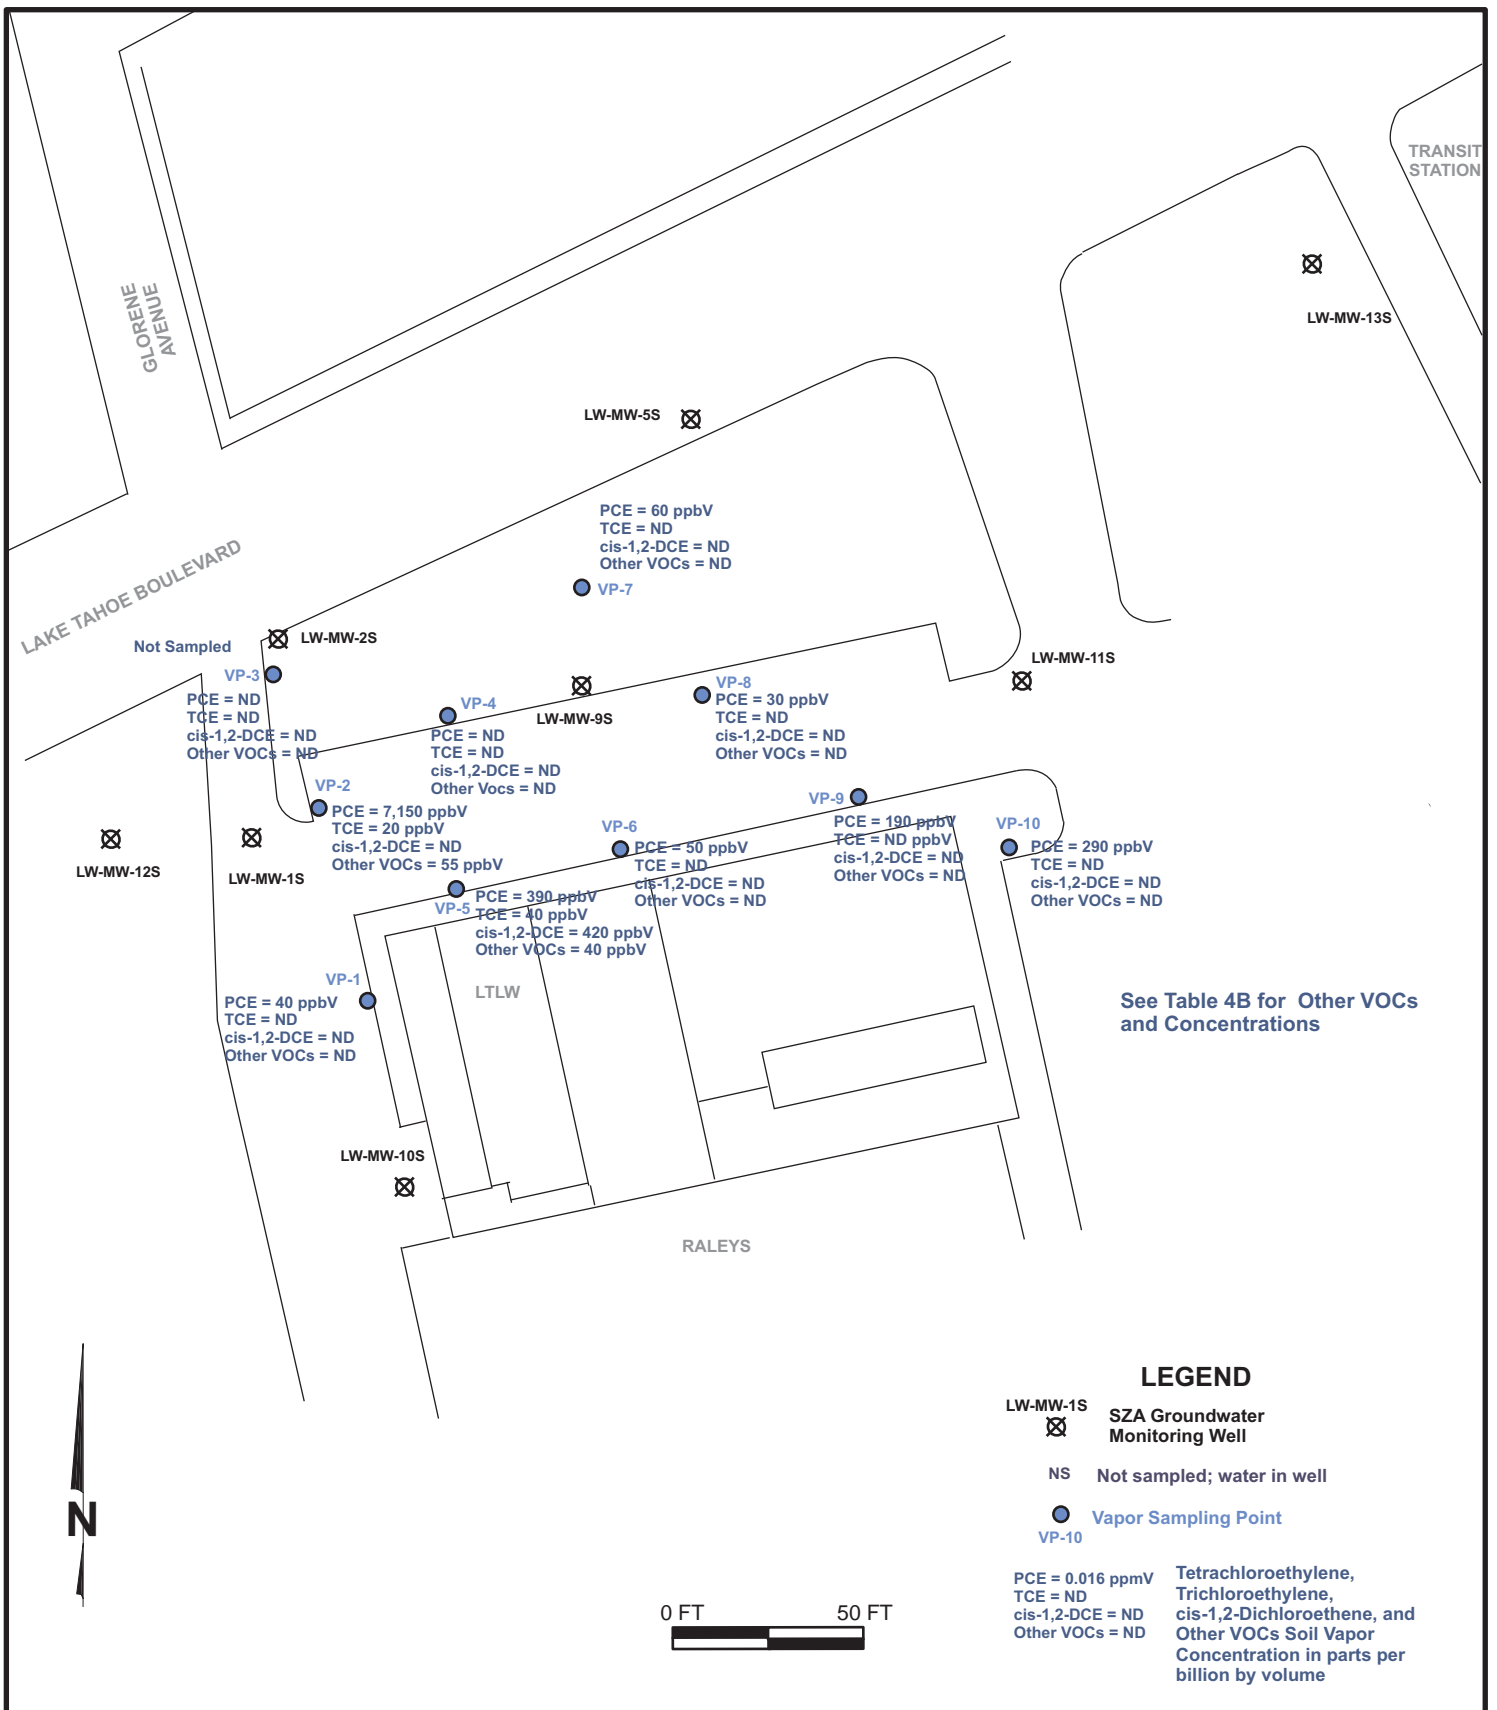 TRANSIT
STATION
LW-MW-13S
GLORENE
AVENUE
LW-MW-5S
PCE = 60 ppbV
TCE = ND
cis-1,2-DCE = ND
Other VOCs = ND
VP-7
LAKE TAHOE BOULEVARD
Not Sampled
LW-MW-2S
VP-3
PCE = ND
TCE = ND
cis-1,2-DCE = ND
Other VOCs = ND
VP-4
PCE = ND
TCE = ND
cis-1,2-DCE = ND
Other Vocs = ND
LW-MW-9S
VP-8
PCE = 30 ppbV
TCE = ND
cis-1,2-DCE = ND
Other VOCs = ND
LW-MW-11S
VP-2
PCE = 7,150 ppbV
TCE = 20 ppbV
cis-1,2-DCE = ND
Other VOCs = 55 ppbV
LW-MW-12S
LW-MW-1S
VP-6
PCE = 50 ppbV
TCE = ND
cis-1,2-DCE = ND
Other VOCs = ND
VP-9
PCE = 190 ppbV
TCE = ND ppbV
cis-1,2-DCE = ND
Other VOCs = ND
VP-10
PCE = 290 ppbV
TCE = ND
cis-1,2-DCE = ND
Other VOCs = ND
VP-5
PCE = 390 ppbV
TCE = 40 ppbV
cis-1,2-DCE = 420 ppbV
Other VOCs = 40 ppbV
VP-1
PCE = 40 ppbV
TCE = ND
cis-1,2-DCE = ND
Other VOCs = ND
LTLW
See Table 4B for Other VOCs
and Concentrations
LW-MW-10S
RALEYS
N
0 FT 50 FT
LEGEND
LW-MW-1S
SZA Groundwater
Monitoring Well
NS Not sampled; water in well
Vapor Sampling Point
VP-10
PCE = 0.016 ppmV
TCE = ND
cis-1,2-DCE = ND
Other VOCs = ND
Tetrachloroethylene,
Trichloroethylene,
cis-1,2-Dichloroethene, and
Other VOCs Soil Vapor
Concentration in parts per
billion by volume